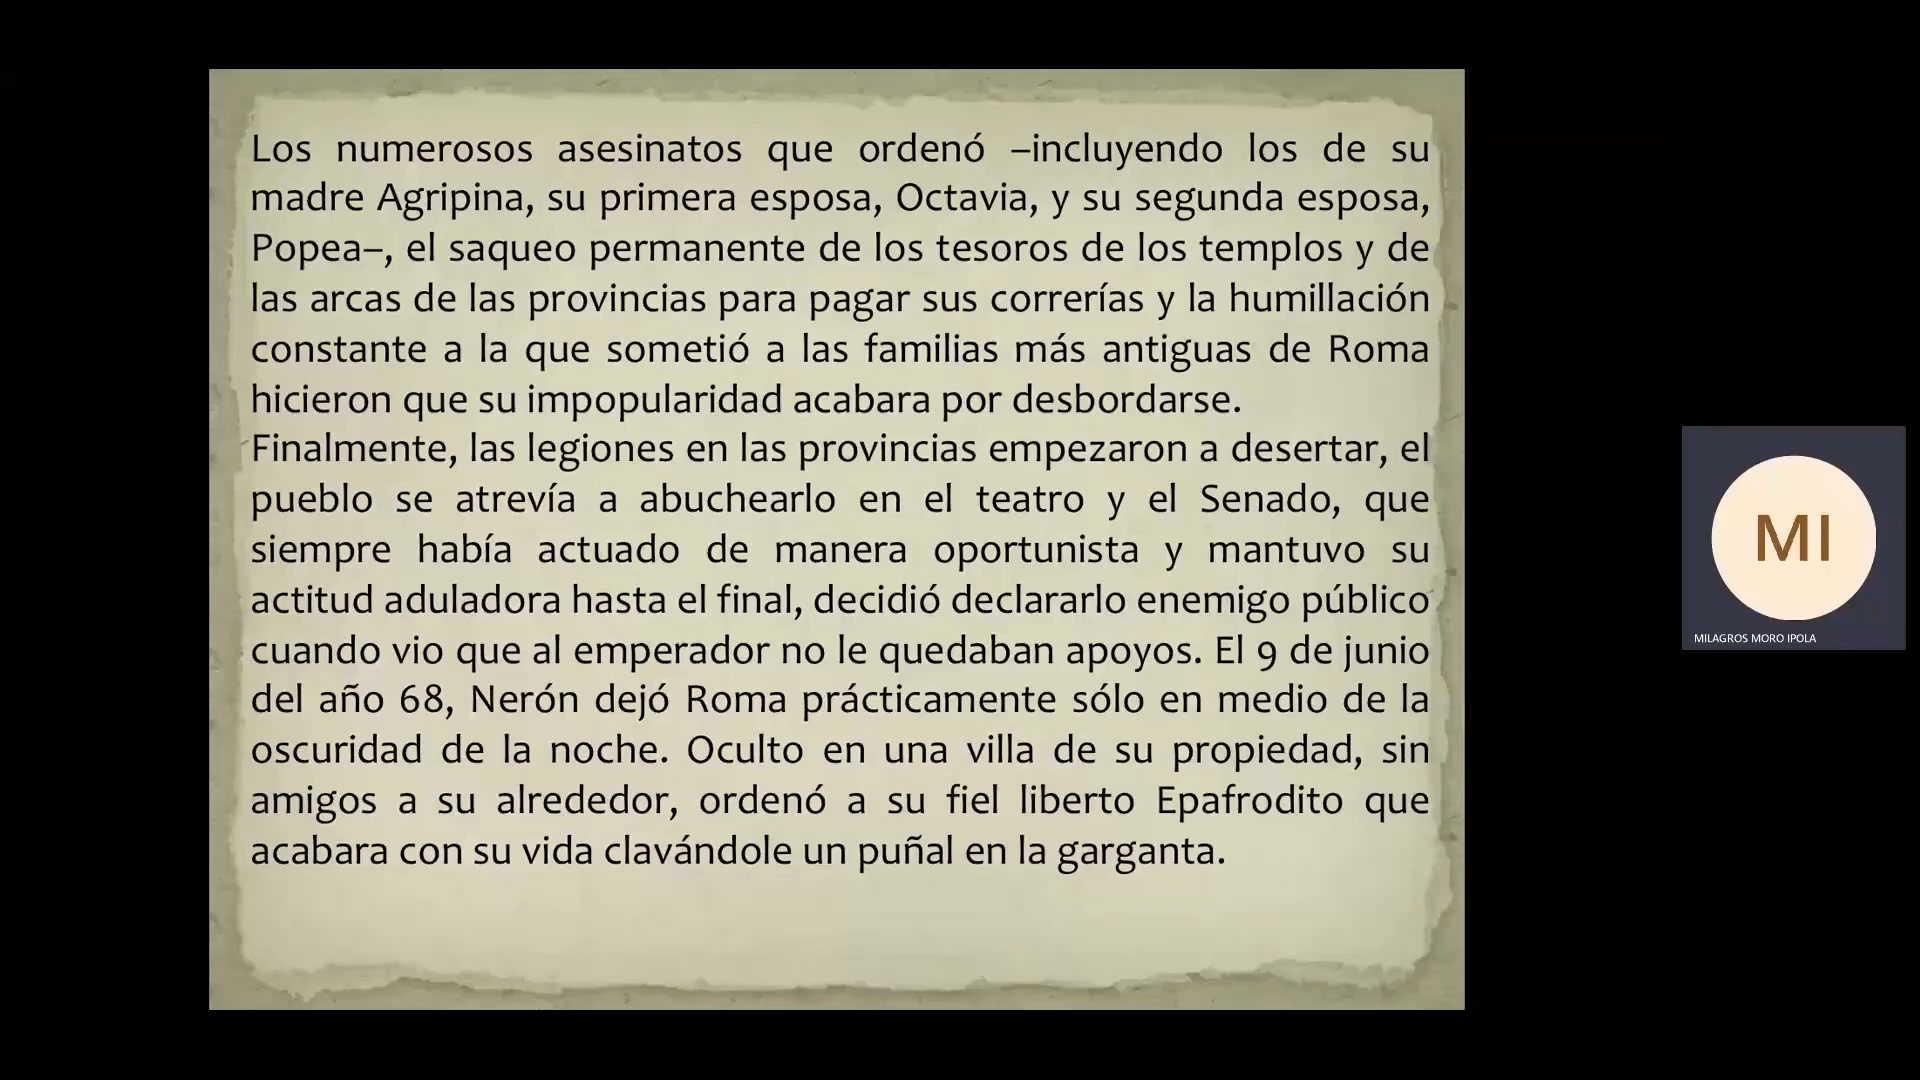 Los numerosos asesinatos que ordenó –incluyendo los de su
madre Agripina, su primera esposa, Octavia, y su segunda esposa,
Popea–, el saqueo permanente de los tesoros de los templos y de
las arcas de las provincias para pagar sus correrías y la humillación
constante a la que sometió a las familias más antiguas de Roma
hicieron que su impopularidad acabara por desbordarse.
Finalmente, las legiones en las provincias empezaron a desertar, el
pueblo se atrevía a abuchearlo en el teatro y el Senado, que
siempre había actuado de manera oportunista y mantuvo su
actitud aduladora hasta el final, decidió declararlo enemigo público
cuando vio que al emperador no le quedaban apoyos. El 9 de junio
del año 68, Nerón dejó Roma prácticamente sólo en medio de la
oscuridad de la noche. Oculto en una villa de su propiedad, sin
amigos a su alrededor, ordenó a su fiel liberto Epafrodito que
acabara con su vida clavándole un puñal en la garganta.
MI
MILAGROS MORO IPOLA